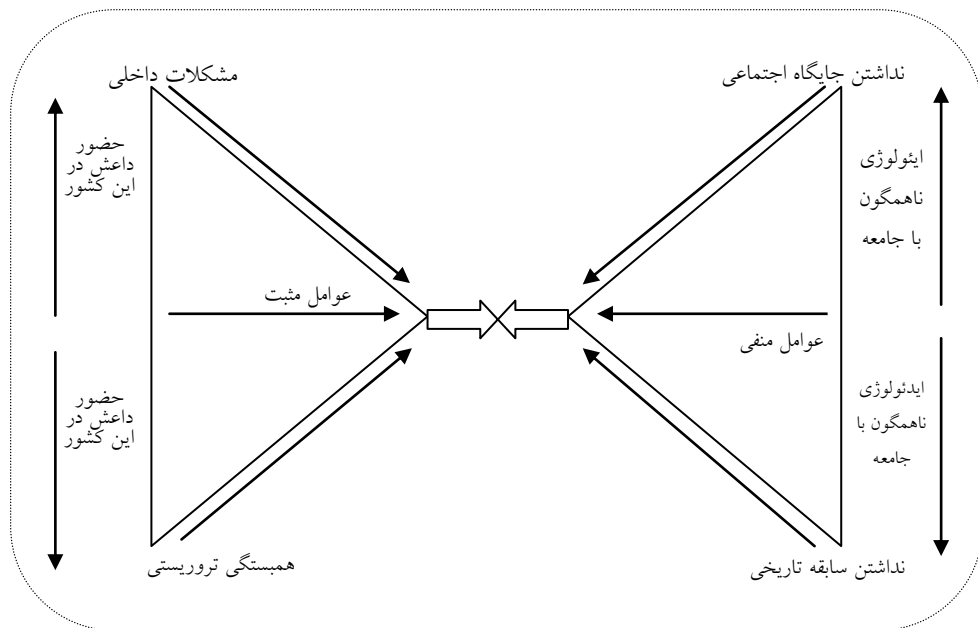 نداشتن جایگاه اجتماعی
مشکلات داخلی
ایئولوژی
ناهمگون
با جامعه
حضور
داعش در
این کشور
عوامل مثبت
عوامل منفی
ایدئولوژی
ناهمگون با
جامعه
حضور
داعش در
این کشور
نداشتن سابقه تاریخی
همبستگی تروریستی